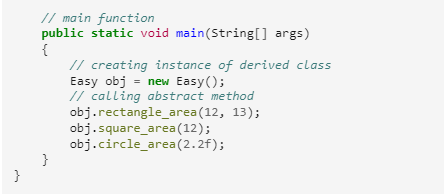 // main function
public static void main(String[] args)
{
// creating instance of derived class
Easy obj = new Easy();
// calling abstract method
obj.rectangle_area(12, 13);
obj.square_area(12);
obj.circle_area(2.2f);
}
}